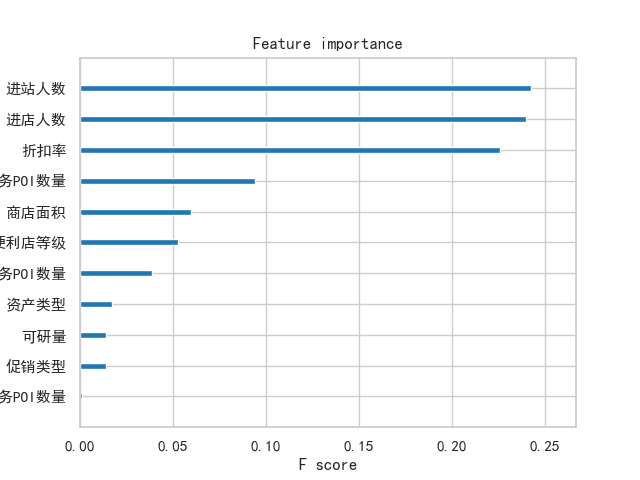 Feature importance
进站人数
进店人数
折扣率
务POI数量
商店面积
便利店等级
务POI数量
资产类型
可研量
促销类型
务POI数量
0.00 0.05 0.10 0.15 0.20 0.25
F score